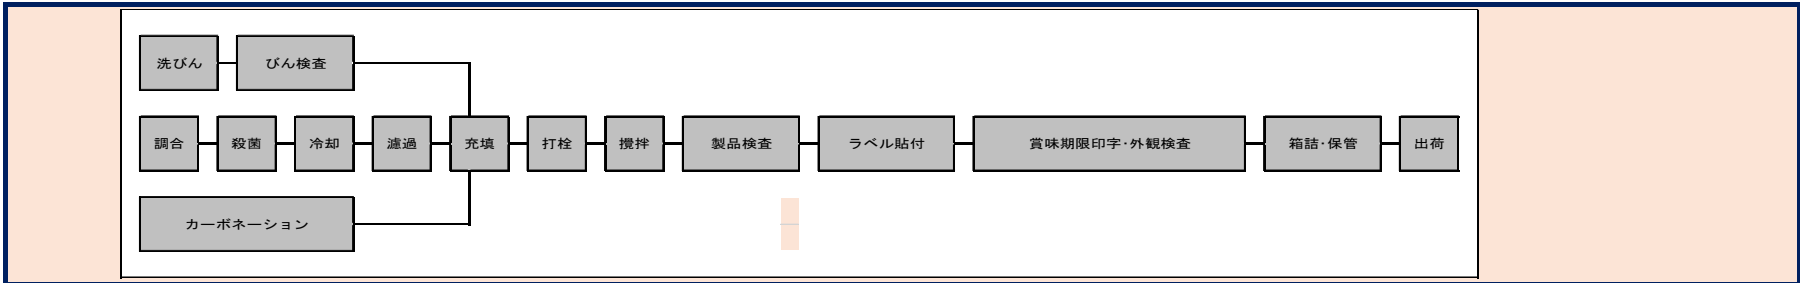 洗びん びん検査
調合 殺菌 冷却 濾過 充填 打栓 攪拌 製品検査 ラベル貼付 賞味期限印字・外観検査 箱詰・保管 出荷
カーボネーション